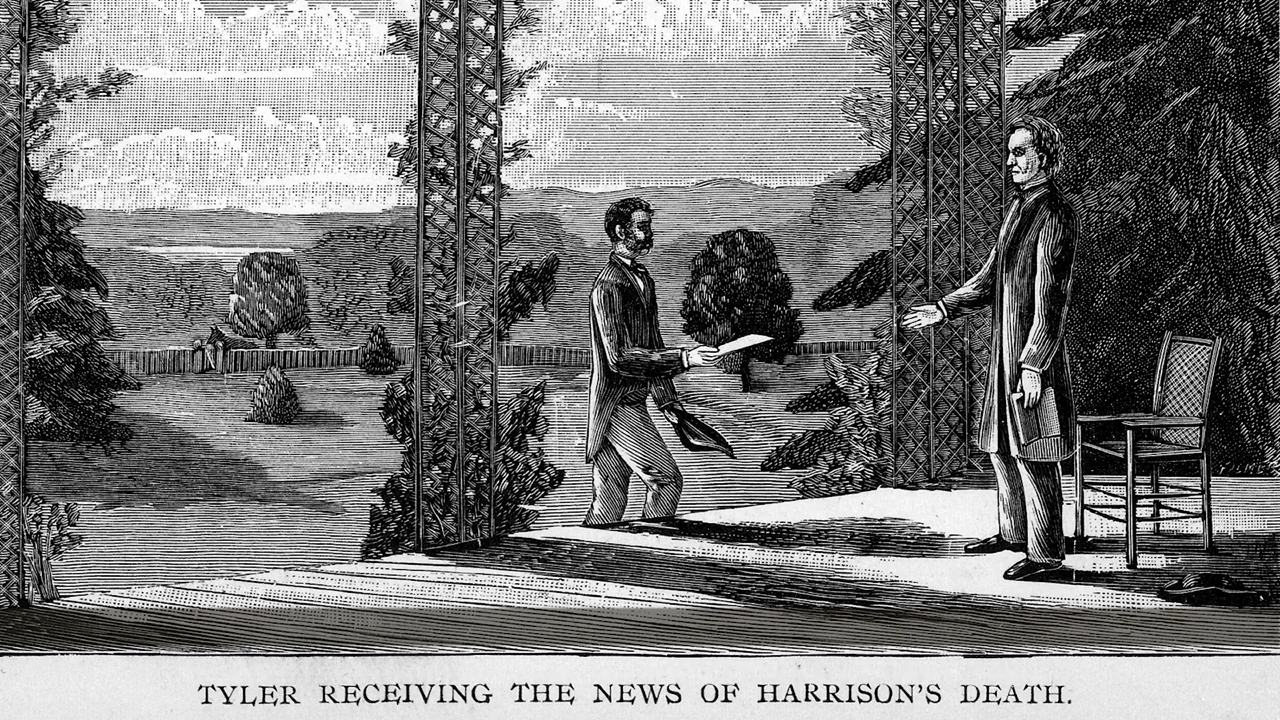 TYLER RECEIVING THE NEWS OF HARRISON'S DEATH.